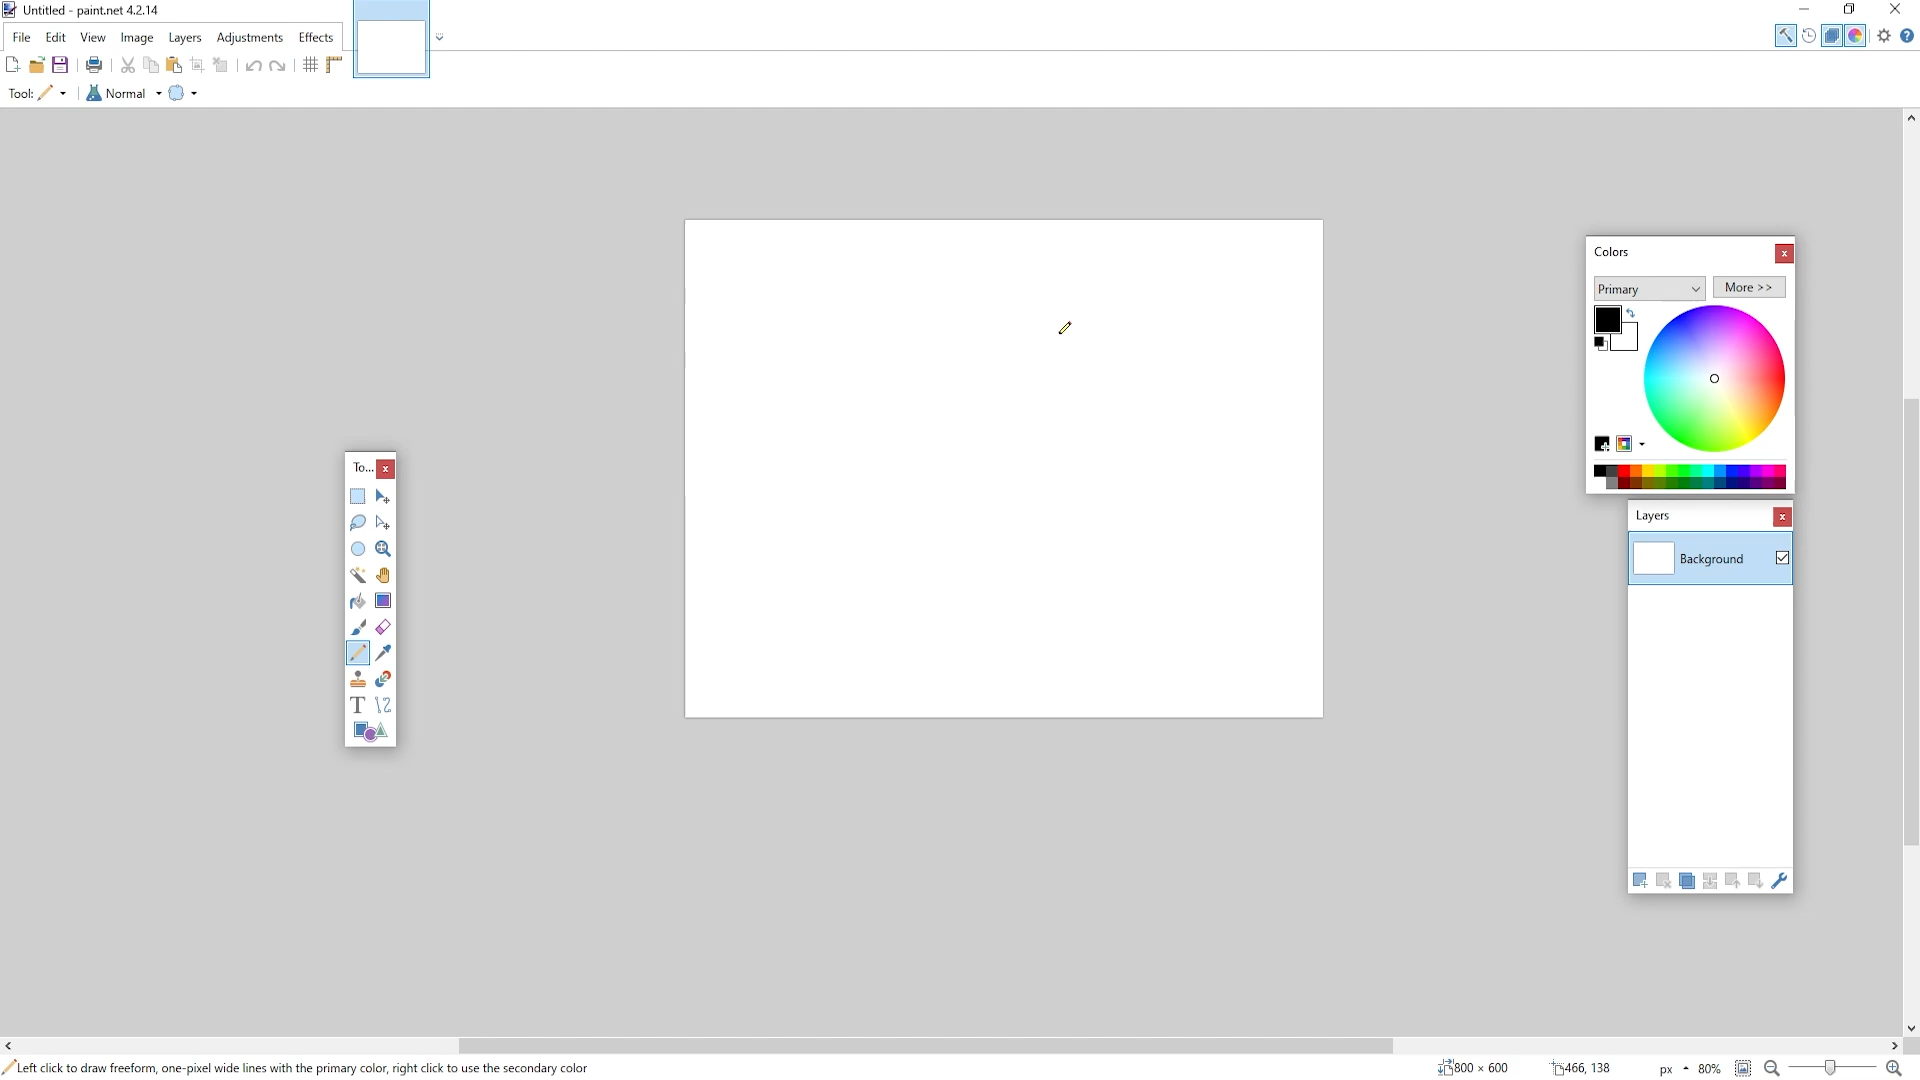 Untitled - paint.net 4.2.14
File Edit View Image Layers Adjustments Effects
Tool: Normal
Colors
Primary More >>
To...
Layers
Background
Left click to draw freeform, one-pixel wide lines with the primary color, right click to use the secondary color
800 × 600 466, 138 px 80%